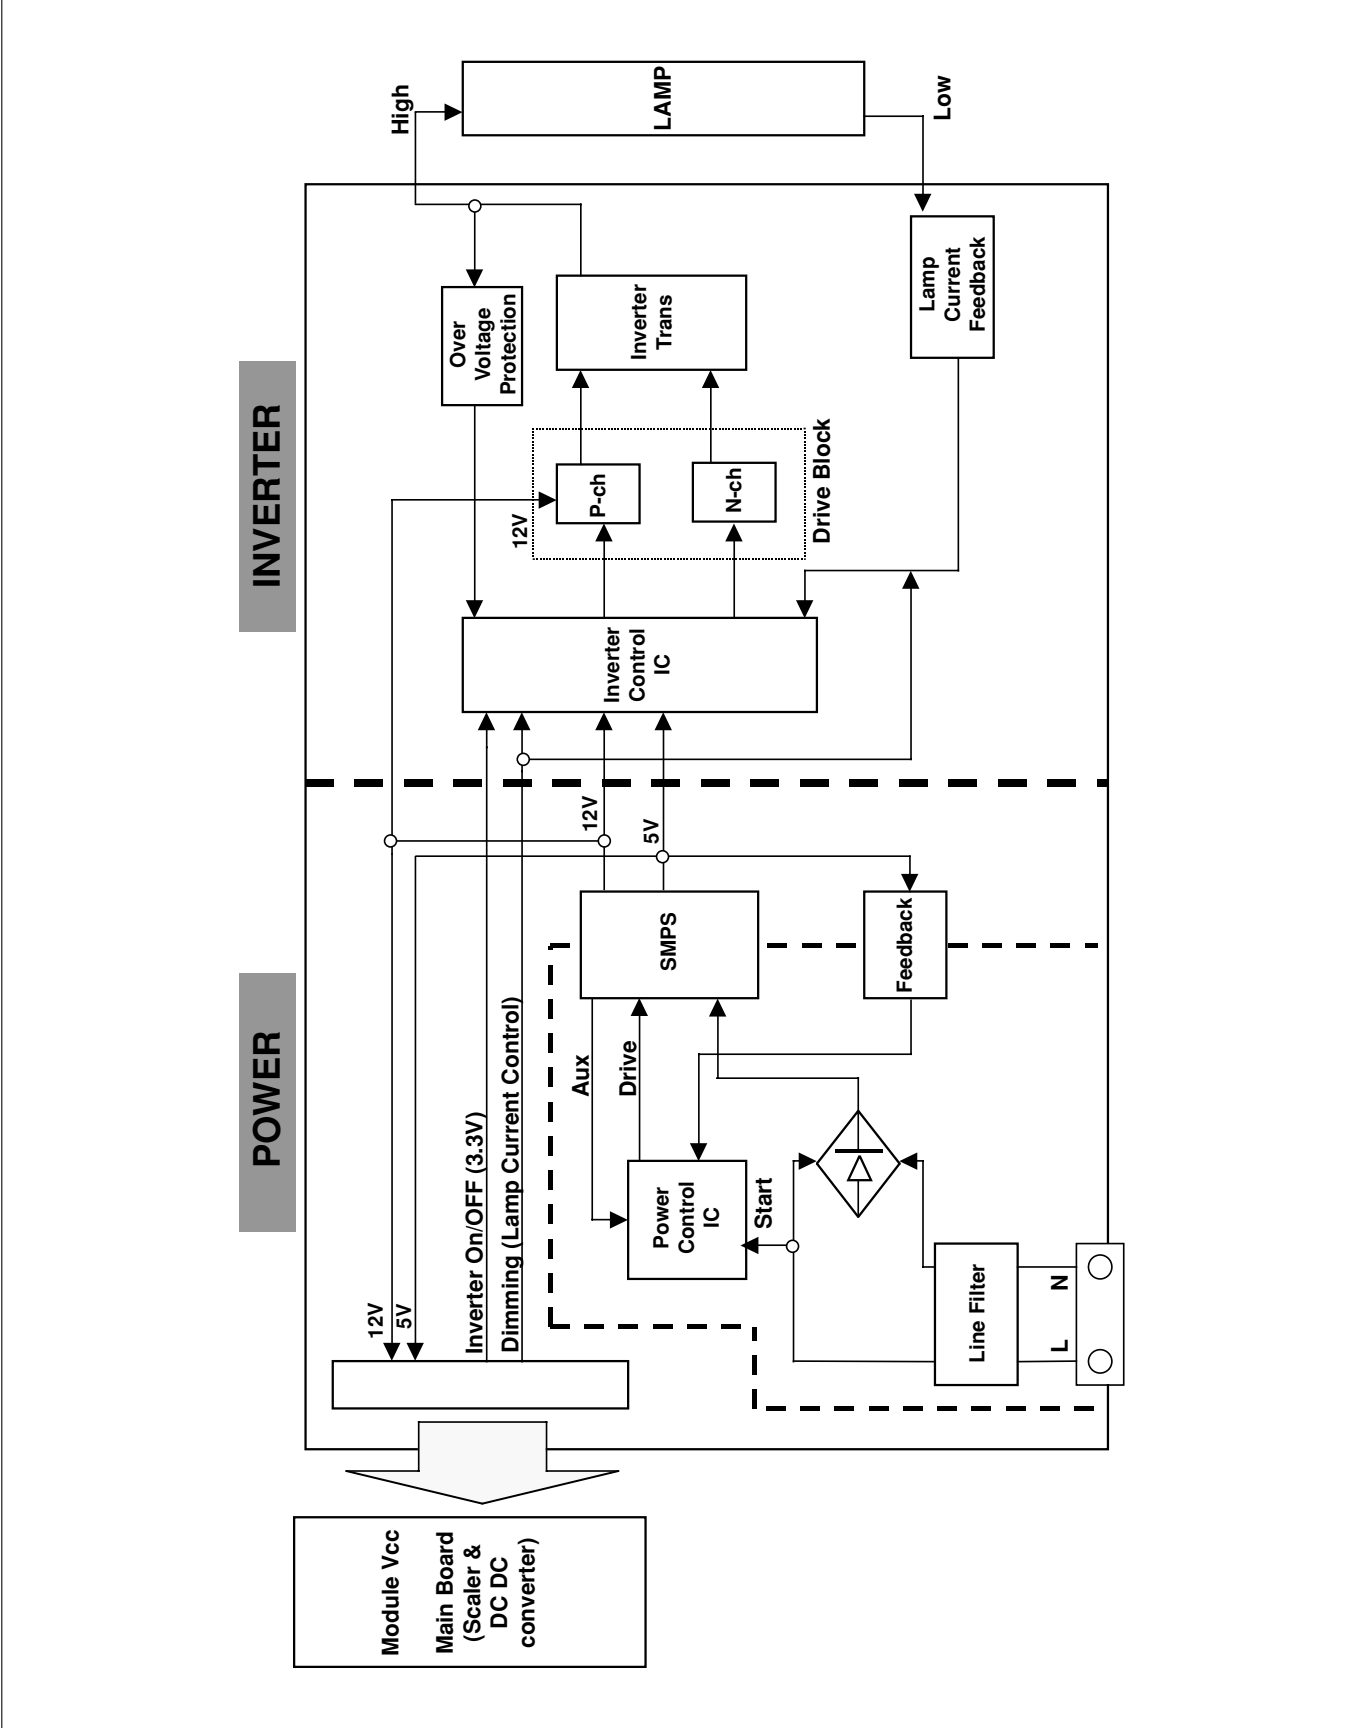 POWER
INVERTER
Module Vcc
Main Board
(Scaler &
DC DC
converter)
12V
5V
Inverter On/OFF (3.3V)
Dimming (Lamp Current Control)
Aux
Drive
Power
Control
IC
Start
Line Filter
L
N
SMPS
Feedback
12V
5V
Inverter
Control
IC
12V
P-ch
N-ch
Drive Block
Over
Voltage
Protection
Inverter
Trans
Lamp
Current
Feedback
High
LAMP
Low